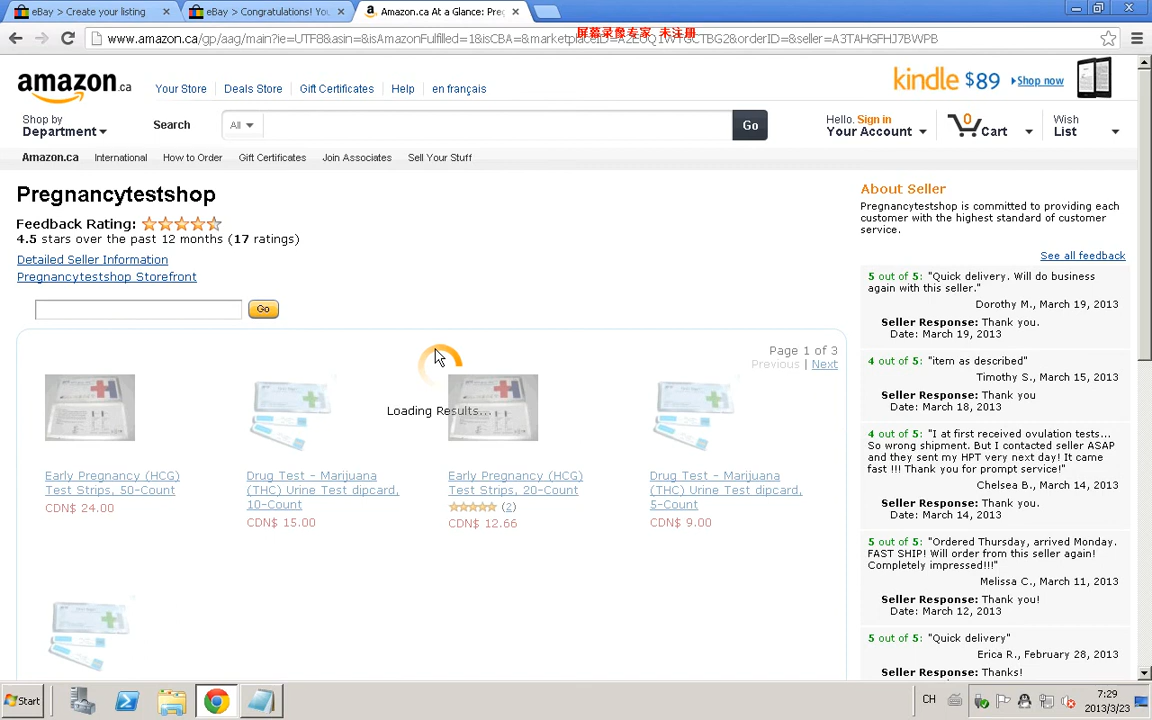 eBay > Create your listing
eBay > Congratulations! Yo
Amazon.ca At a Glance: Pre
屏幕录像专家 未注册
www.amazon.ca/gp/aag/main?ie=UTF8&asin=&isAmazonFulfilled=1&isCBA=&
orderID=&seller=A3TAHGFHJ7BWPB
amazon.ca
Your Store
Deals Store
Gift Certificates
Help
en français
kindle $89
Shop now
Shop by
Department
Search
All
Go
Hello. Sign in
Your Account
0
Cart
Wish
List
Amazon.ca
International
How to Order
Gift Certificates
Join Associates
Sell Your Stuff
Pregnancytestshop
Feedback Rating:
4.5 stars over the past 12 months (17 ratings)
Detailed Seller Information
Pregnancytestshop Storefront
Go
Page 1 of 3
Previous | Next
Loading Results...
Early Pregnancy (HCG)
Test Strips, 50-Count
CDN$ 24.00
Drug Test - Marijuana
(THC) Urine Test dipcard,
10-Count
CDN$ 15.00
Early Pregnancy (HCG)
Test Strips, 20-Count
(2)
CDN$ 12.66
Drug Test - Marijuana
(THC) Urine Test dipcard,
5-Count
CDN$ 9.00
About Seller
Pregnancytestshop is committed to providing each
customer with the highest standard of customer
service.
See all feedback
5 out of 5: "Quick delivery. Will do business
again with this seller."
Dorothy M., March 19, 2013
Seller Response: Thank you.
Date: March 19, 2013
4 out of 5: "item as described"
Timothy S., March 15, 2013
Seller Response: Thank you
Date: March 18, 2013
4 out of 5: "I at first received ovulation tests...
So wrong shipment. But I contacted seller ASAP
and they sent my HPT very next day! It came
fast !!! Thank you for prompt service!"
Chelsea B., March 14, 2013
Seller Response: Thank you.
Date: March 14, 2013
5 out of 5: "Ordered Thursday, arrived Monday.
FAST SHIP! Will order from this seller again!
Completely impressed!!!"
Melissa C., March 11, 2013
Seller Response: Thank you!
Date: March 12, 2013
5 out of 5: "Quick delivery"
Erica R., February 28, 2013
Seller Response: Thanks!
Start
CH
7:29
2013/3/23